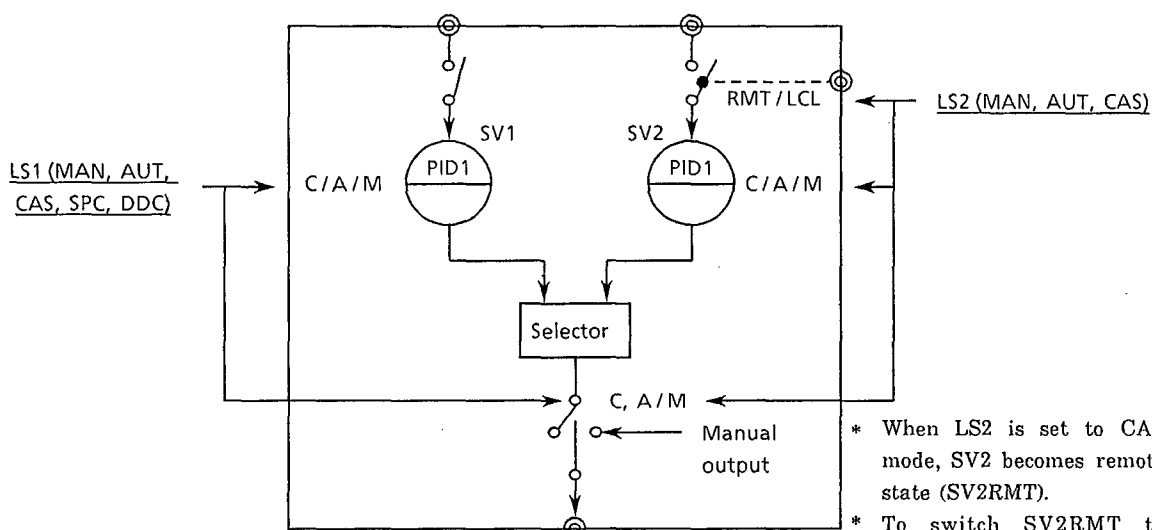 RMT/LCL
LS2 (MAN, AUT, CAS)
SV1
SV2
PID1
PID1
LS1 (MAN, AUT,
CAS, SPC, DDC)
C/A/M
C/A/M
Selector
C, A/M
Manual
output
* When LS2 is set to CA
mode, SV2 becomes remot
state (SV2RMT).
* To switch SV2RMT t